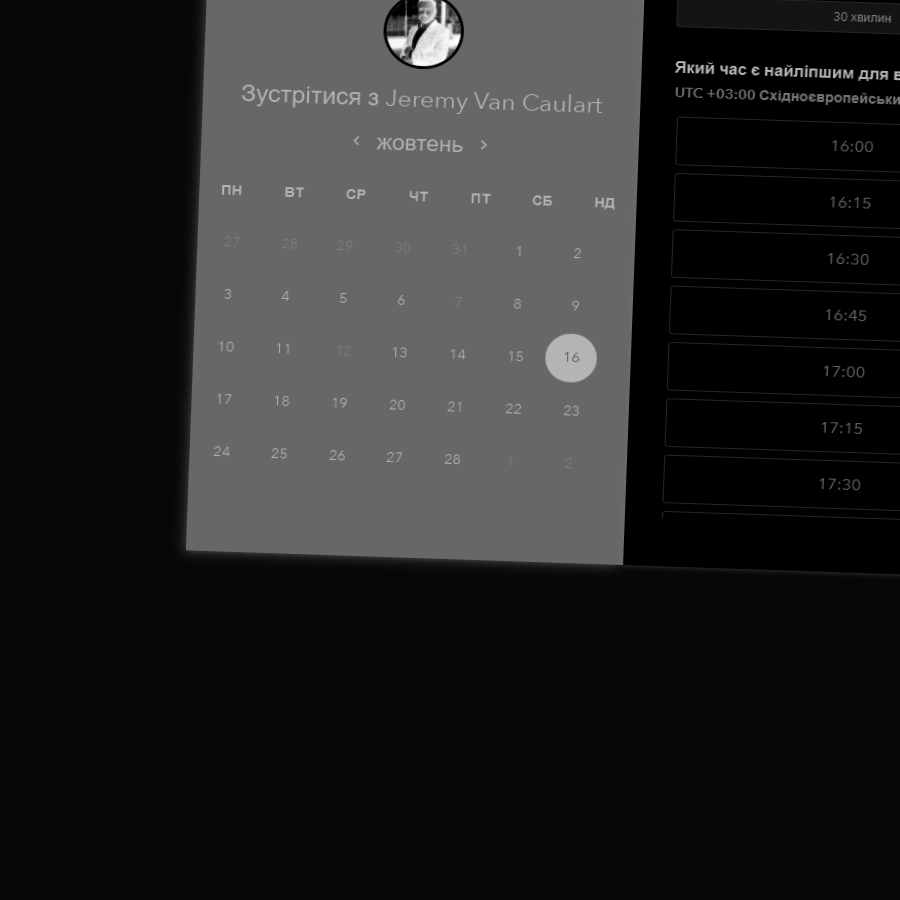 Зустрітися з Jeremy Van Caulart
< жовтень >
ПН ВТ СР ЧТ ПТ СБ НД
27 28 29 30 31 1 2
3 4 5 6 7 8 9
10 11 12 13 14 15 16
17 18 19 20 21 22 23
24 25 26 27 28 1 2
30 хвилин
Який час є найліпшим для
UTC +03:00
16:00
16:15
16:30
16:45
17:00
17:15
17:30